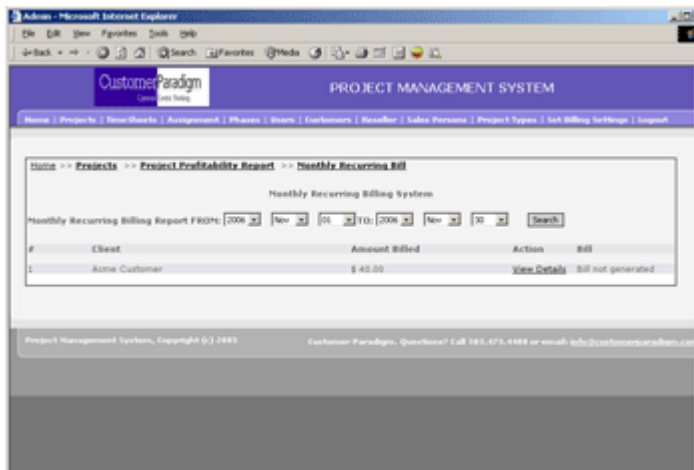 Admin - Microsoft Internet Explorer
File Edit View Favorites Tools Help
Back Search Favorites Media
CustomerParadigm
PROJECT MANAGEMENT SYSTEM
Home | Projects | TimeSheets | Assignment | Phases | Users | Customers | Reseller | Sales Persons | Project Types | Set Billing Settings | Logout
Home >> Projects >> Project Profitability Report >> Monthly Recurring Bill
Monthly Recurring Billing System
Monthly Recurring Billing Report FROM: 2006 Nov 01 TO: 2006 Nov 30 Search
# Client Amount Billed Action Bill
1 Acme Customer $ 40.00 View Details Bill not generated
Project Management System, Copyright (c) 2005 Customer Paradigm. Questions? Call 303.473.4400 or email: info@customerparadigm.com